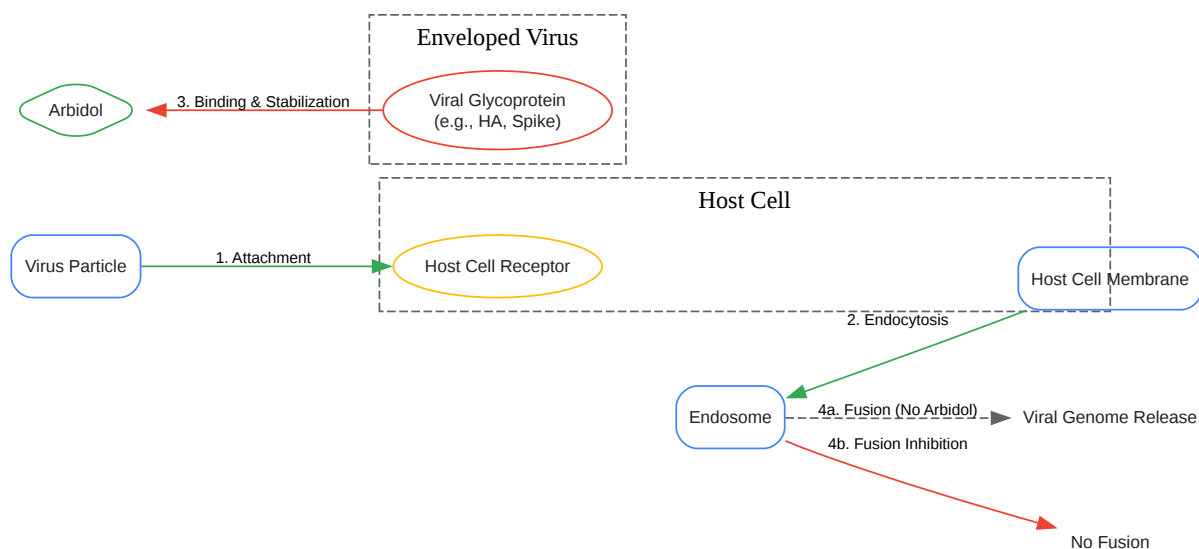 Enveloped Virus
Arbidol
3. Binding & Stabilization
Viral Glycoprotein
(e.g., HA, Spike)
Host Cell
Virus Particle
1. Attachment
Host Cell Receptor
Host Cell Membrane
2. Endocytosis
Endosome
4a. Fusion (No Arbidol)
Viral Genome Release
4b. Fusion Inhibition
No Fusion